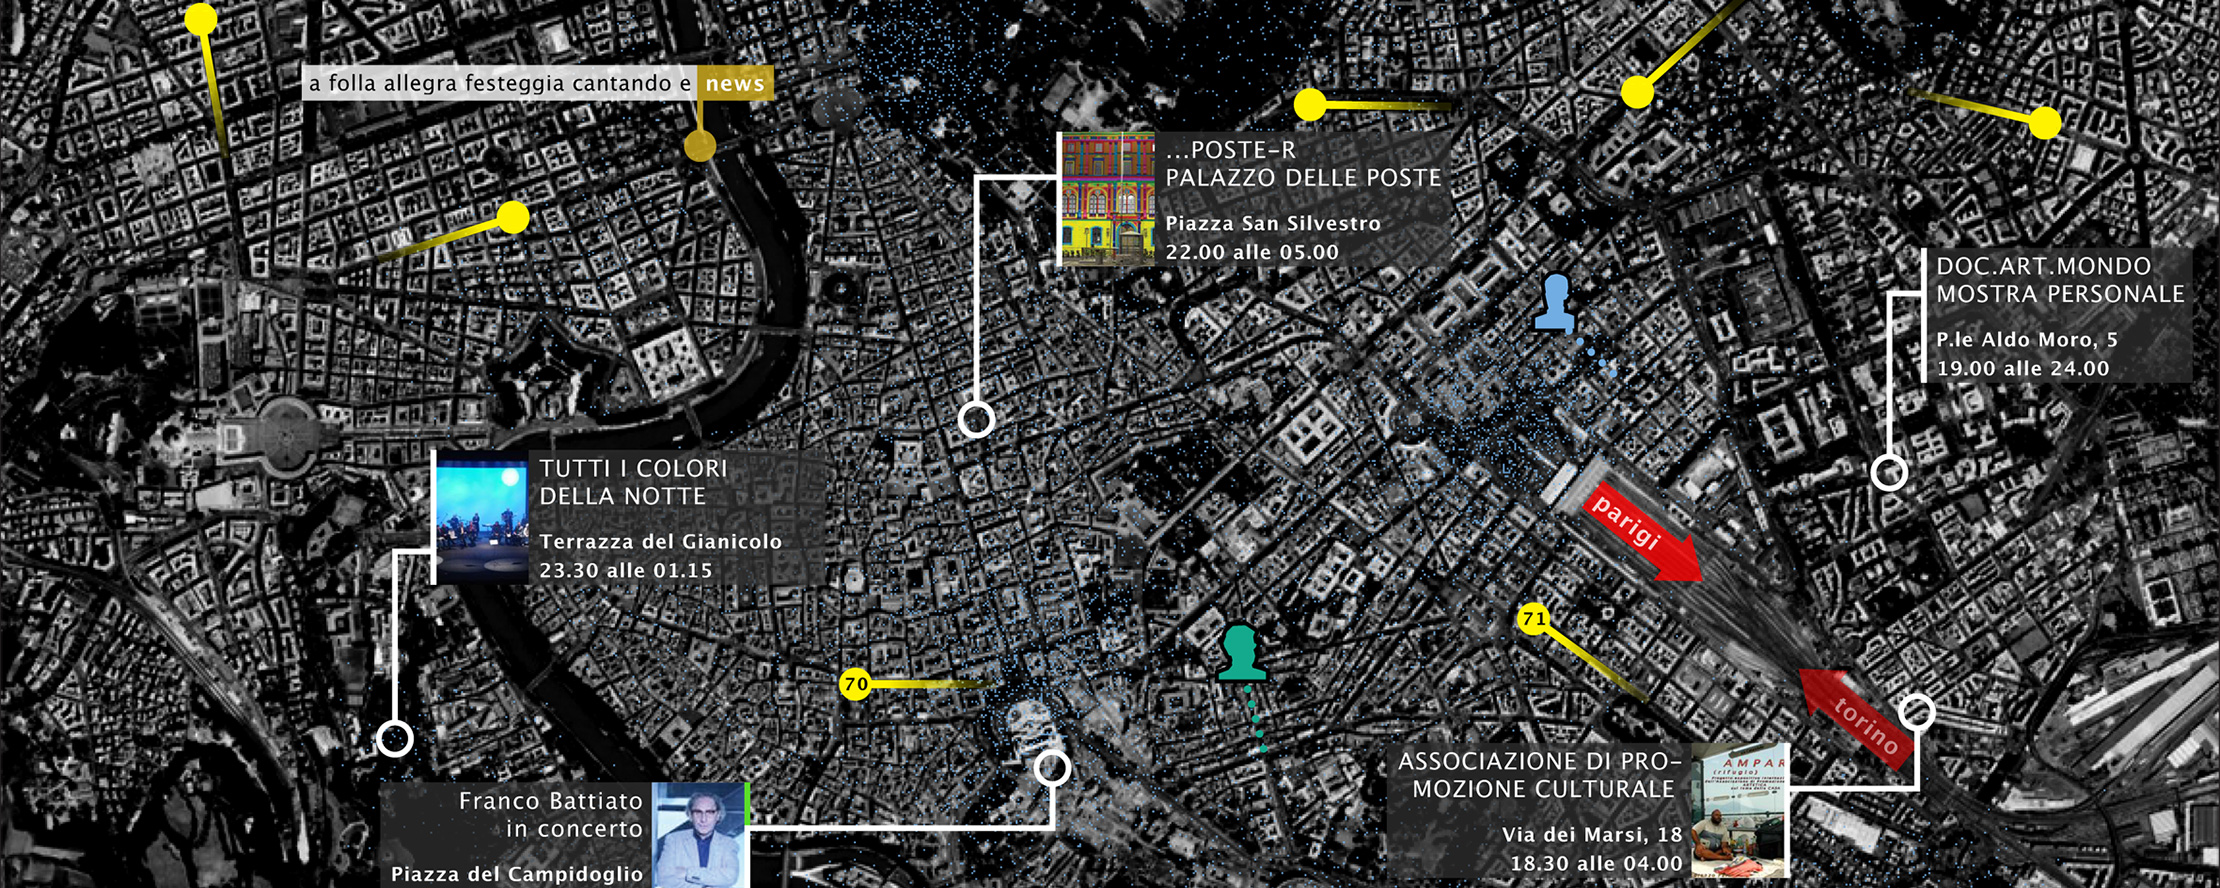 a folla allegra festeggia cantando e news
...POSTE-R
PALAZZO DELLE POSTE
Piazza San Silvestro
22.00 alle 05.00
DOC.ART.MONDO
MOSTRA PERSONALE
P.le Aldo Moro, 5
19.00 alle 24.00
TUTTI I COLORI
DELLA NOTTE
Terrazza del Gianicolo
23.30 alle 01.15
parigi
71
70
torino
ASSOCIAZIONE DI PRO-
MOZIONE CULTURALE
Via dei Marsi, 18
18.30 alle 04.00
AMPAR
(rifugio)
Franco Battiato
in concerto
Piazza del Campidoglio